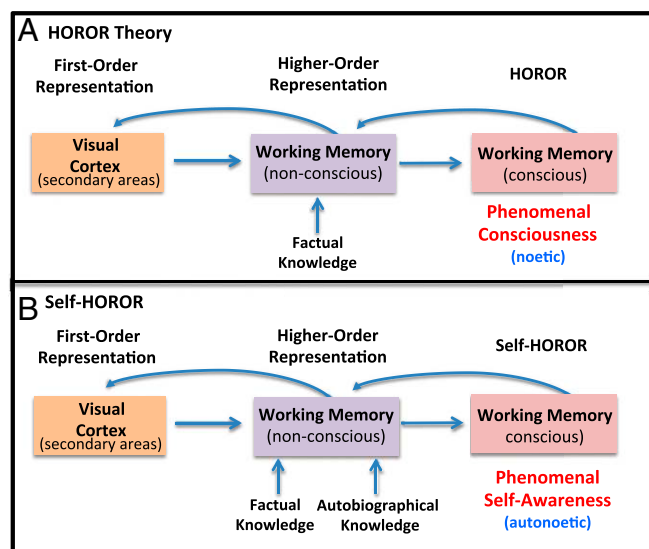 A HOROR Theory
First-Order
Representation
Higher-Order
Representation
HOROR
Visual
Cortex
(secondary areas)
Working Memory
(non-conscious)
Working Memory
(conscious)
Factual
Knowledge
Phenomenal
Consciousness
(noetic)
B Self-HOROR
First-Order
Representation
Higher-Order
Representation
Self-HOROR
Visual
Cortex
(secondary areas)
Working Memory
(non-conscious)
Working Memory
conscious)
Factual
Knowledge
Autobiographical
Knowledge
Phenomenal
Self-Awareness
(autonoetic)